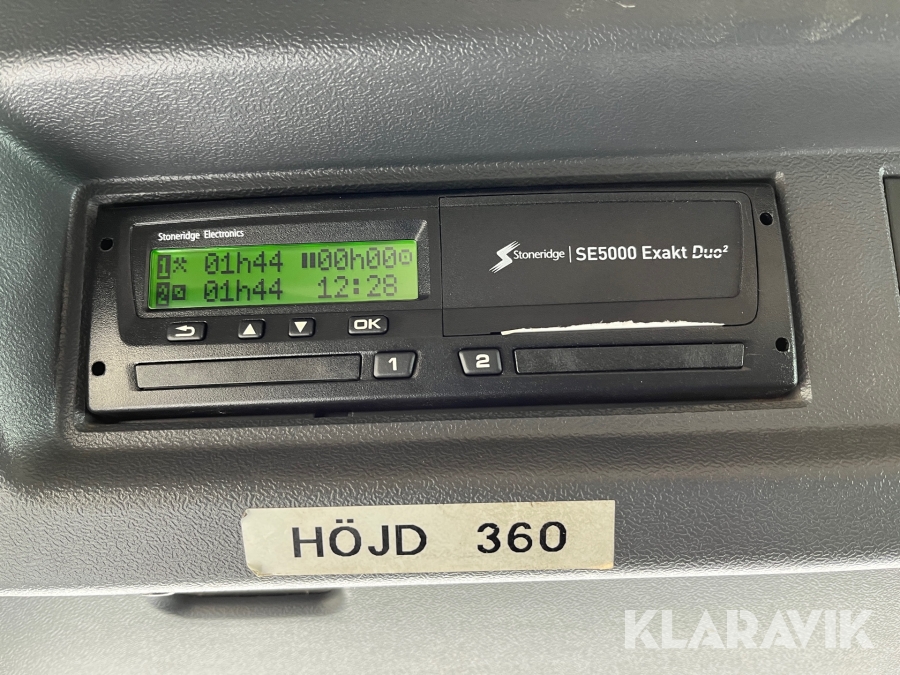 Stoneridge Electronics
1 01h44 00h00
2 01h44 12:28
OK
1
2
Stoneridge | SE5000 Exakt Duo²
HÖJD 360
KLARAVIK